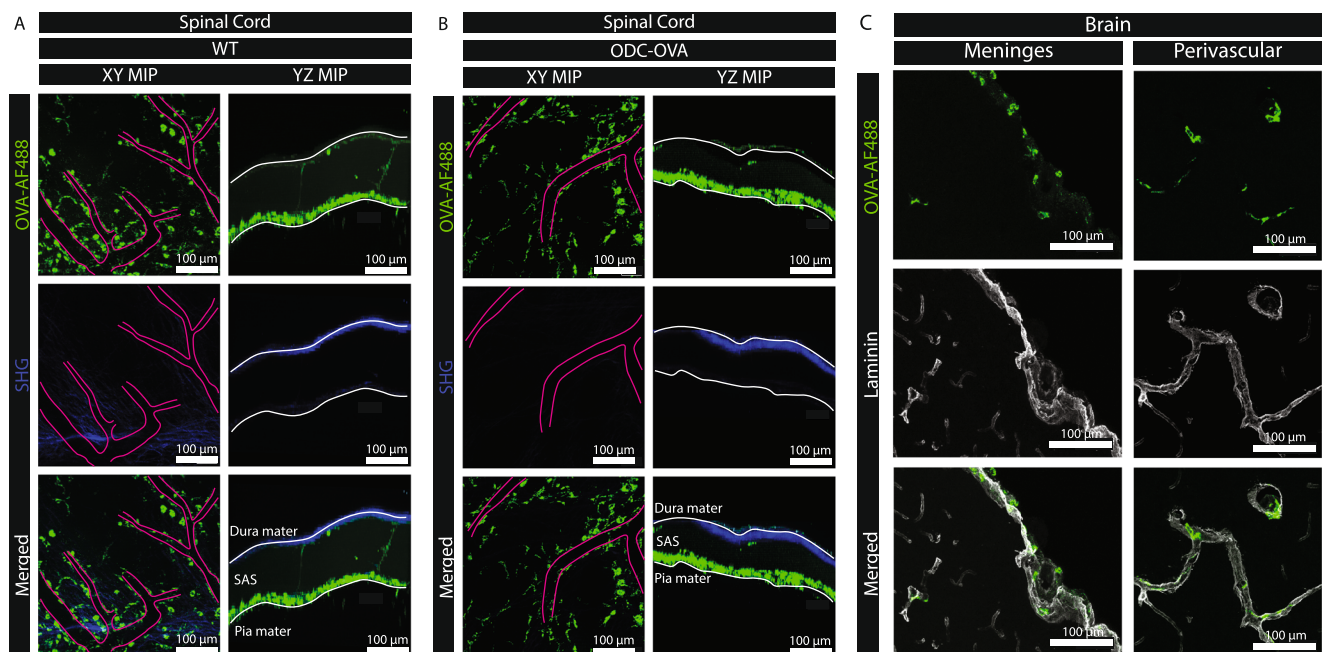 A
Spinal Cord
WT
XY MIP
YZ MIP
OVA-AF488
100 µm
100 µm
SHG
100 µm
100 µm
Merged
100 µm
Dura mater
SAS
Pia mater
100 µm
B
Spinal Cord
ODC-OVA
XY MIP
YZ MIP
OVA-AF488
100 µm
100 µm
SHG
100 µm
100 µm
Merged
100 µm
Dura mater
SAS
Pia mater
100 µm
C
Brain
Meninges
Perivascular
OVA-AF488
100 µm
100 µm
Laminin
100 µm
100 µm
Merged
100 µm
100 µm